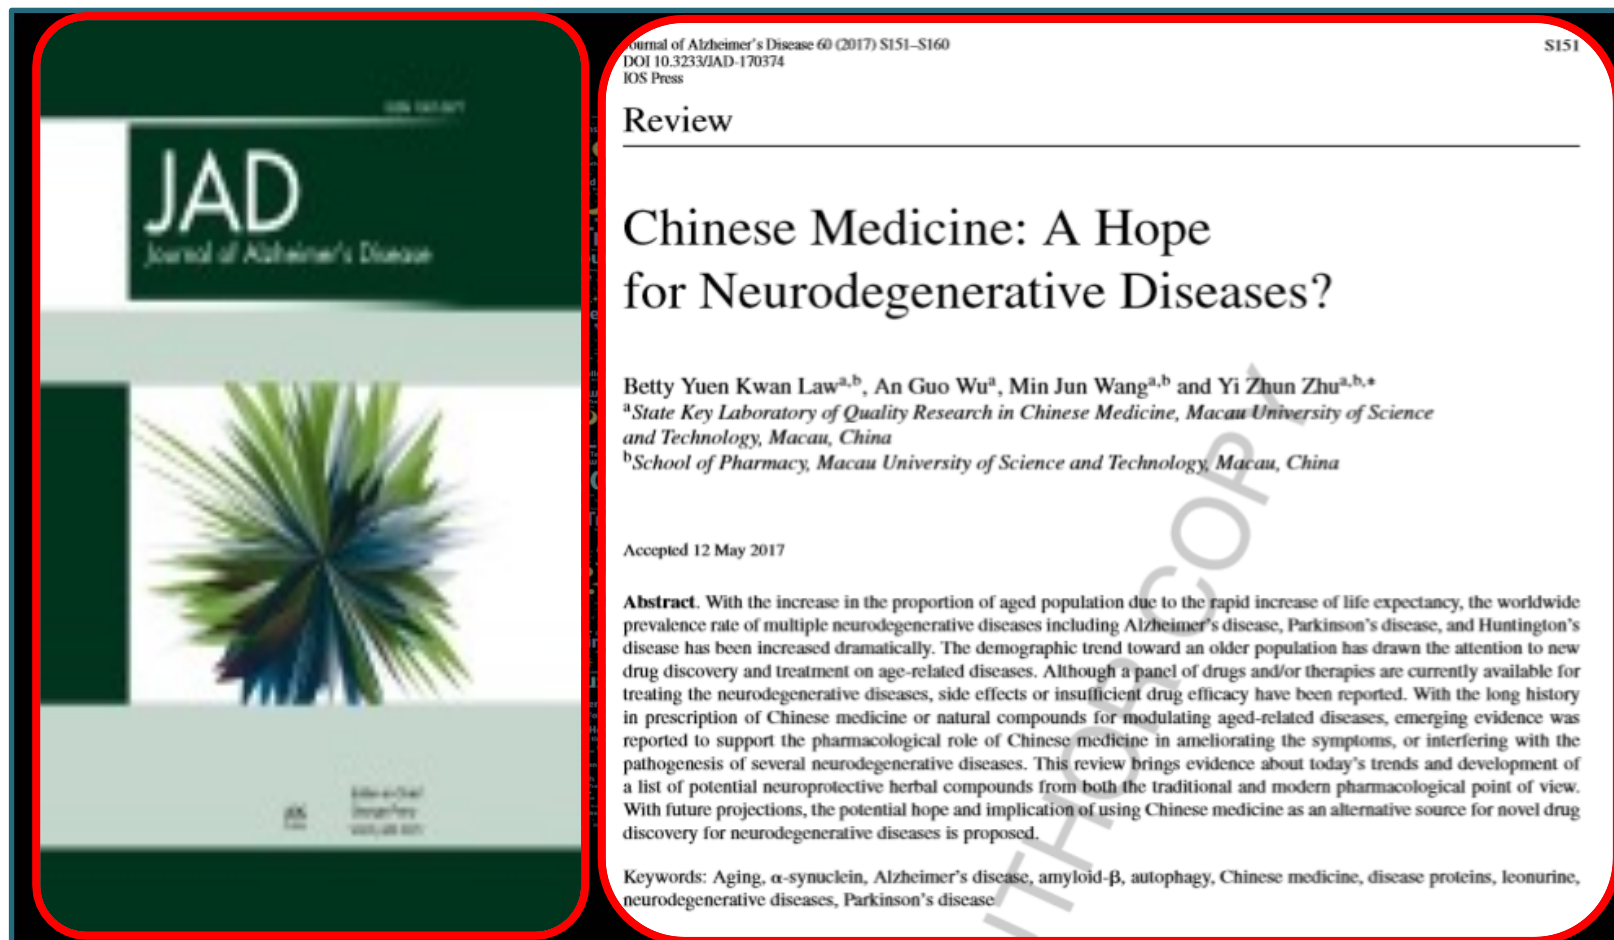 JAD
Journal of Alzheimer's Disease
ournal of Alzheimer's Disease 60 (2017) S151–S160
DOI 10.3233/JAD-170374
IOS Press
S151
Review
Chinese Medicine: A Hope
for Neurodegenerative Diseases?
Betty Yuen Kwan Lawa,b, An Guo Wua, Min Jun Wanga,b and Yi Zhun Zhua,b,*
aState Key Laboratory of Quality Research in Chinese Medicine, Macau University of Science
and Technology, Macau, China
bSchool of Pharmacy, Macau University of Science and Technology, Macau, China
Accepted 12 May 2017
Abstract. With the increase in the proportion of aged population due to the rapid increase of life expectancy, the worldwide
prevalence rate of multiple neurodegenerative diseases including Alzheimer's disease, Parkinson's disease, and Huntington's
disease has been increased dramatically. The demographic trend toward an older population has drawn the attention to new
drug discovery and treatment on age-related diseases. Although a panel of drugs and/or therapies are currently available for
treating the neurodegenerative diseases, side effects or insufficient drug efficacy have been reported. With the long history
in prescription of Chinese medicine or natural compounds for modulating aged-related diseases, emerging evidence was
reported to support the pharmacological role of Chinese medicine in ameliorating the symptoms, or interfering with the
pathogenesis of several neurodegenerative diseases. This review brings evidence about today's trends and development of
a list of potential neuroprotective herbal compounds from both the traditional and modern pharmacological point of view.
With future projections, the potential hope and implication of using Chinese medicine as an alternative source for novel drug
discovery for neurodegenerative diseases is proposed.
Keywords: Aging, α-synuclein, Alzheimer's disease, amyloid-β, autophagy, Chinese medicine, disease proteins, leonurine,
neurodegenerative diseases, Parkinson's disease
THOR COPY